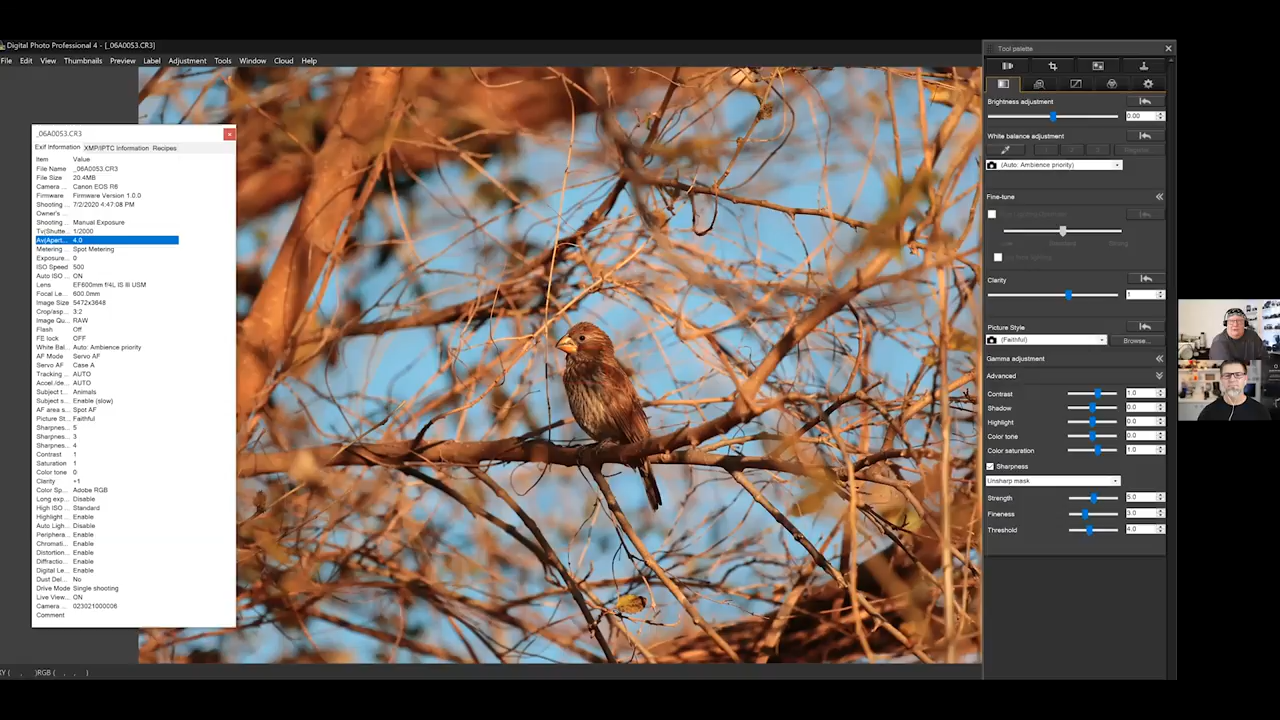 Digital Photo Professional 4 - [_06A0053.CR3]
File Edit View Thumbnails Preview Label Adjustment Tools Window Cloud Help
_06A0053.CR3
Exif Information XMP/IPTC Information Recipes
Item Value
File Name _06A0053.CR3
File Size 20.4MB
Camera ... Canon EOS R6
Firmware Firmware Version 1.0.0
Shooting ... 7/2/2020 4:47:08 PM
Owner's ...
Shooting ... Manual Exposure
Tv(Shutte... 1/2000
Av(Apert... 4.0
Metering ... Spot Metering
Exposure... 0
ISO Speed 500
Auto ISO ... ON
Lens EF600mm f/4L IS III USM
Focal Le... 600.0mm
Image Size 5472x3648
Crop/asp... 3:2
Image Qu... RAW
Flash Off
FE lock OFF
White Bal... Auto: Ambience priority
AF Mode Servo AF
Servo AF Case A
Tracking ... AUTO
Accel./de... AUTO
Subject t... Animals
Subject s... Enable (slow)
AF area s... Spot AF
Picture St... Faithful
Sharpnes... 5
Sharpnes... 3
Sharpnes... 4
Contrast 1
Saturation 1
Color tone 0
Clarity +1
Color Sp... Adobe RGB
Long exp... Disable
High ISO ... Standard
Highlight ... Enable
Auto Ligh... Disable
Periphera... Enable
Chromati... Enable
Distortion... Enable
Diffractio... Enable
Digital Le... Enable
Dust Del... No
Drive Mode Single shooting
Live View... ON
Camera ... 023021000006
Comment
XY ( , )RGB ( , , )
Tool palette
Brightness adjustment
0.00
White balance adjustment
(Auto: Ambience priority)
Fine-tune
Low Standard Strong
Clarity
1
Picture Style
(Faithful) Browse...
Gamma adjustment
Advanced
Contrast 1.0
Shadow 0.0
Highlight 0.0
Color tone 0.0
Color saturation 1.0
Sharpness
Unsharp mask
Strength 5.0
Fineness 3.0
Threshold 4.0